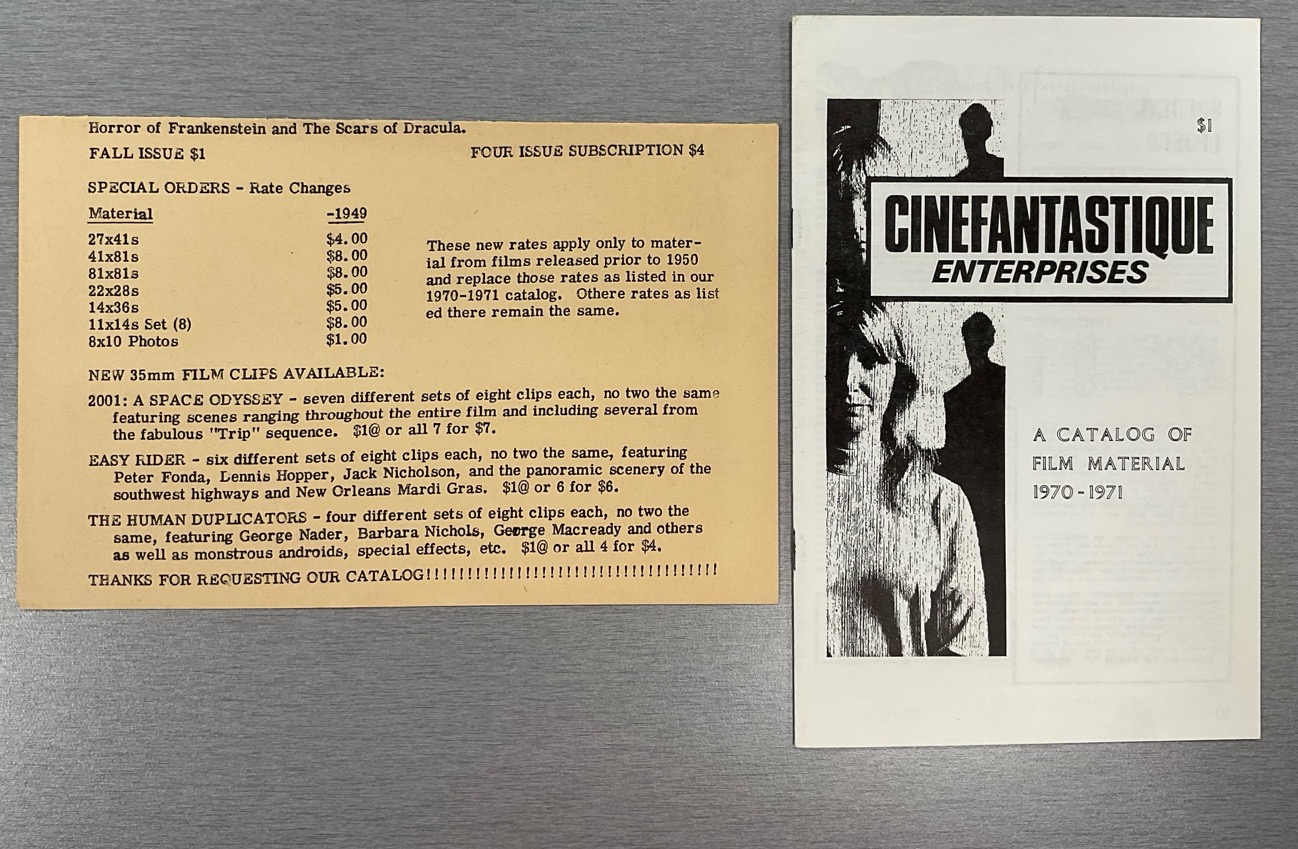 Horror of Frankenstein and The Scars of Dracula.
FALL ISSUE $1
FOUR ISSUE SUBSCRIPTION $4
SPECIAL ORDERS - Rate Changes
Material -1949
27x41s $4.00
41x81s $8.00
81x81s $8.00
22x28s $5.00
14x36s $5.00
11x14s Set (8) $8.00
8x10 Photos $1.00
These new rates apply only to mater-
ial from films released prior to 1950
and replace those rates as listed in our
1970-1971 catalog. Othere rates as list
ed there remain the same.
NEW 35mm FILM CLIPS AVAILABLE:
2001: A SPACE ODYSSEY - seven different sets of eight clips each, no two the same
featuring scenes ranging throughout the entire film and including several from
the fabulous "Trip" sequence. $1@ or all 7 for $7.
EASY RIDER - six different sets of eight clips each, no two the same, featuring
Peter Fonda, Lennis Hopper, Jack Nicholson, and the panoramic scenery of the
southwest highways and New Orleans Mardi Gras. $1@ or 6 for $6.
THE HUMAN DUPLICATORS - four different sets of eight clips each, no two the
same, featuring George Nader, Barbara Nichols, George Macready and others
as well as monstrous androids, special effects, etc. $1@ or all 4 for $4.
THANKS FOR REQUESTING OUR CATALOG!!!!!!!!!!!!!!!!!!!!!!!!!!!!!!!!!!!!
$1
CINEFANTASTIQUE
ENTERPRISES
A CATALOG OF
FILM MATERIAL
1970-1971